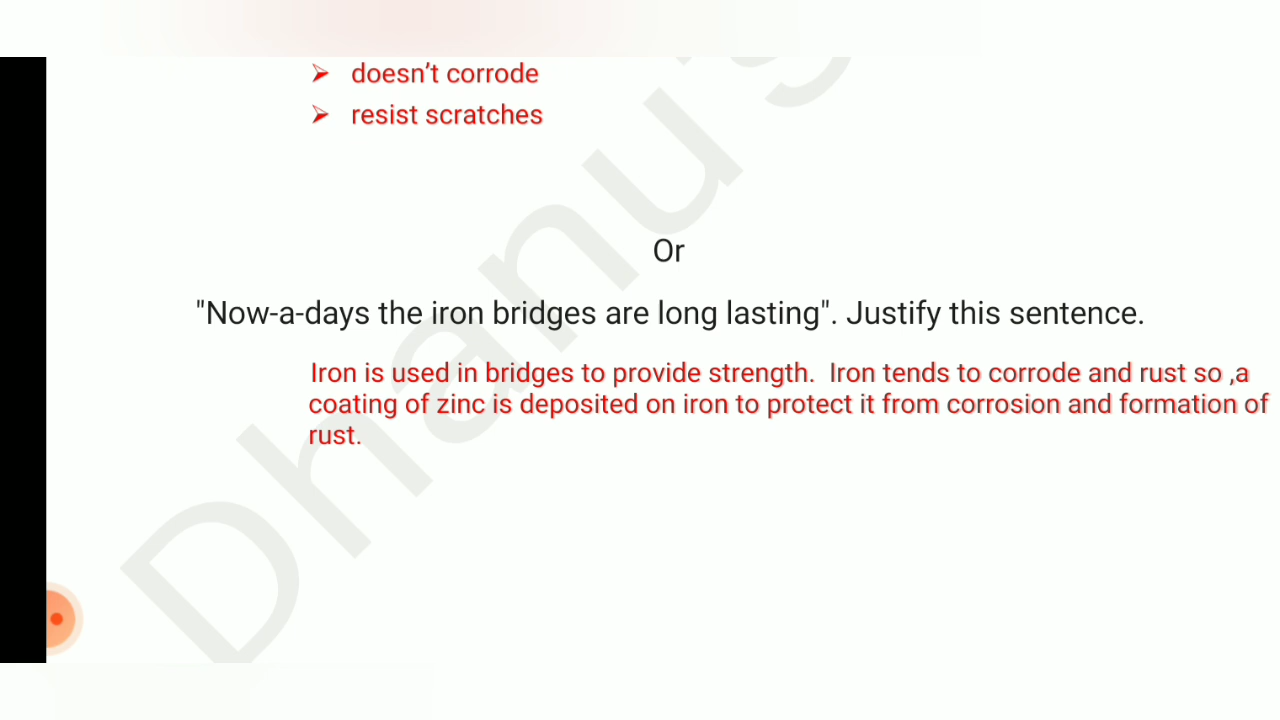 ➢ doesn't corrode
➢ resist scratches
Or
"Now-a-days the iron bridges are long lasting". Justify this sentence.
Iron is used in bridges to provide strength.  Iron tends to corrode and rust so ,a
coating of zinc is deposited on iron to protect it from corrosion and formation of
rust.
Dhanu's